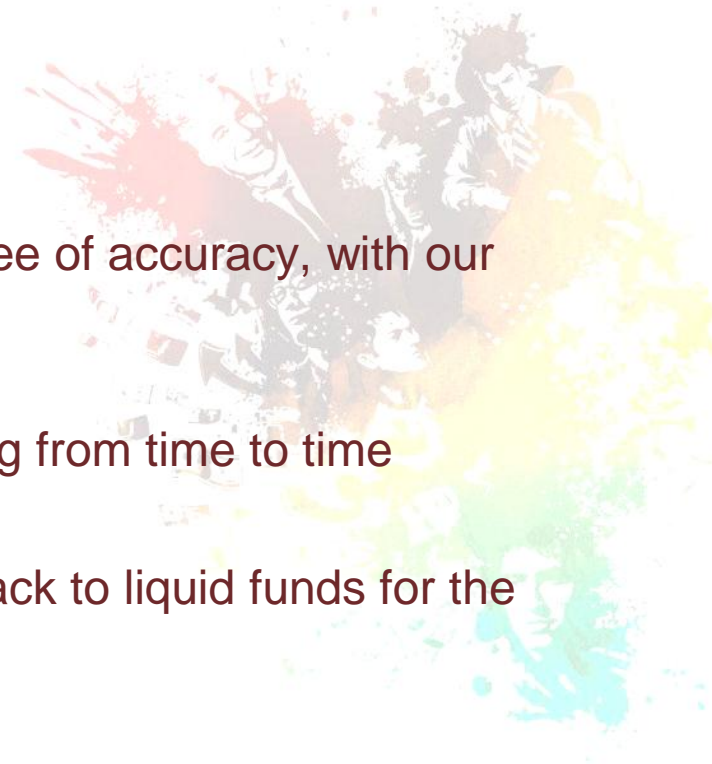 ee of accuracy, with our
g from time to time
ack to liquid funds for the